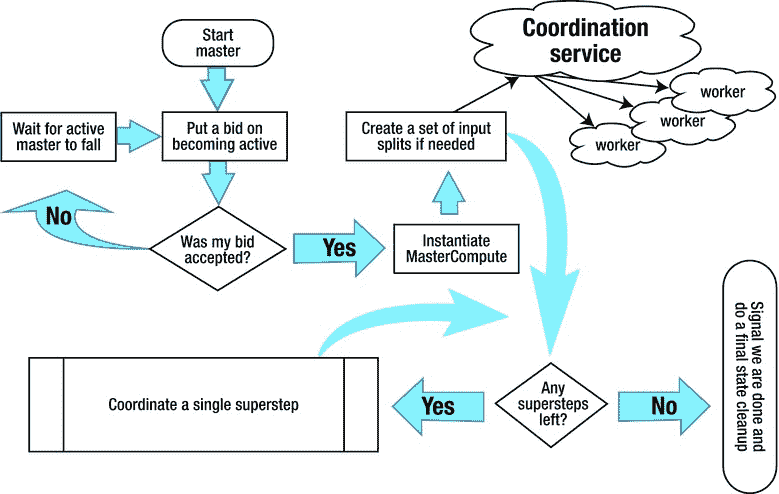 Start
master
Wait for active
master to fall
Put a bid on
becoming active
No
Was my bid
accepted?
Yes
Instantiate
MasterCompute
Create a set of input
splits if needed
Coordination
service
worker
worker
worker
Coordinate a single superstep
Yes
Any
supersteps
left?
No
Signal we are done and
do a final state cleanup